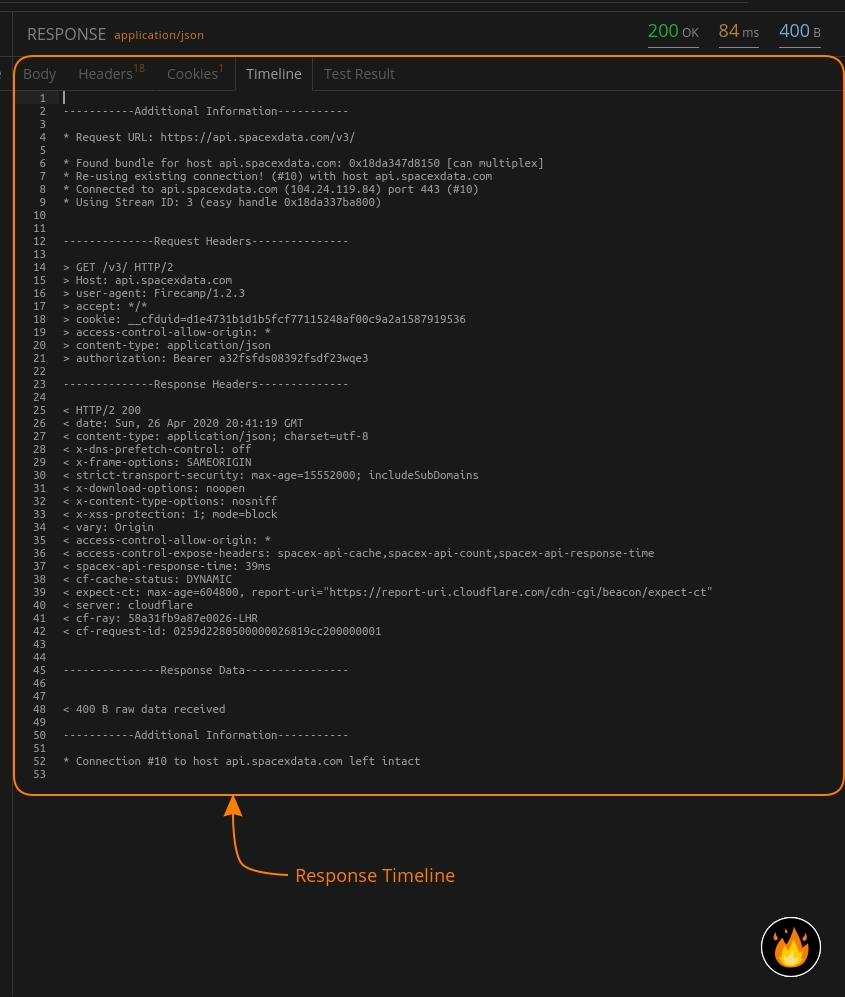 RESPONSE application/json 200 OK 84 ms 400 B
Body Headers18 Cookies1 Timeline Test Result
1
2 -----------Additional Information-----------
3
4 * Request URL: https://api.spacexdata.com/v3/
5
6 * Found bundle for host api.spacexdata.com: 0x18da347d8150 [can multiplex]
7 * Re-using existing connection! (#10) with host api.spacexdata.com
8 * Connected to api.spacexdata.com (104.24.119.84) port 443 (#10)
9 * Using Stream ID: 3 (easy handle 0x18da337ba800)
10
11
12 --------------Request Headers---------------
13
14 > GET /v3/ HTTP/2
15 > Host: api.spacexdata.com
16 > user-agent: Firecamp/1.2.3
17 > accept: */*
18 > cookie: __cfduid=d1e4731b1d1b5fcf77115248af00c9a2a1587919536
19 > access-control-allow-origin: *
20 > content-type: application/json
21 > authorization: Bearer a32fsfds08392fsdf23wqe3
22
23 --------------Response Headers--------------
24
25 < HTTP/2 200
26 < date: Sun, 26 Apr 2020 20:41:19 GMT
27 < content-type: application/json; charset=utf-8
28 < x-dns-prefetch-control: off
29 < x-frame-options: SAMEORIGIN
30 < strict-transport-security: max-age=15552000; includeSubDomains
31 < x-download-options: noopen
32 < x-content-type-options: nosniff
33 < x-xss-protection: 1; mode=block
34 < vary: Origin
35 < access-control-allow-origin: *
36 < access-control-expose-headers: spacex-api-cache,spacex-api-count,spacex-api-response-time
37 < spacex-api-response-time: 39ms
38 < cf-cache-status: DYNAMIC
39 < expect-ct: max-age=604800, report-uri="https://report-uri.cloudflare.com/cdn-cgi/beacon/expect-ct"
40 < server: cloudflare
41 < cf-ray: 58a31fb9a87e0026-LHR
42 < cf-request-id: 0259d2280500000026819cc200000001
43
44
45 ---------------Response Data----------------
46
47
48 < 400 B raw data received
49
50 -----------Additional Information-----------
51
52 * Connection #10 to host api.spacexdata.com left intact
53
Response Timeline